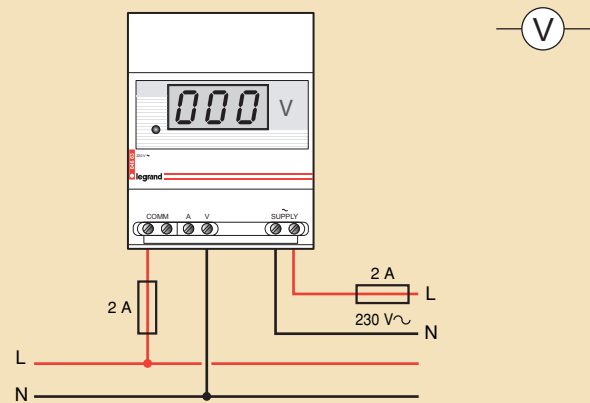 V
000 V
legrand
COMM A V ~ SUPPLY
2 A
2 A
L
230 V~
N
L
N